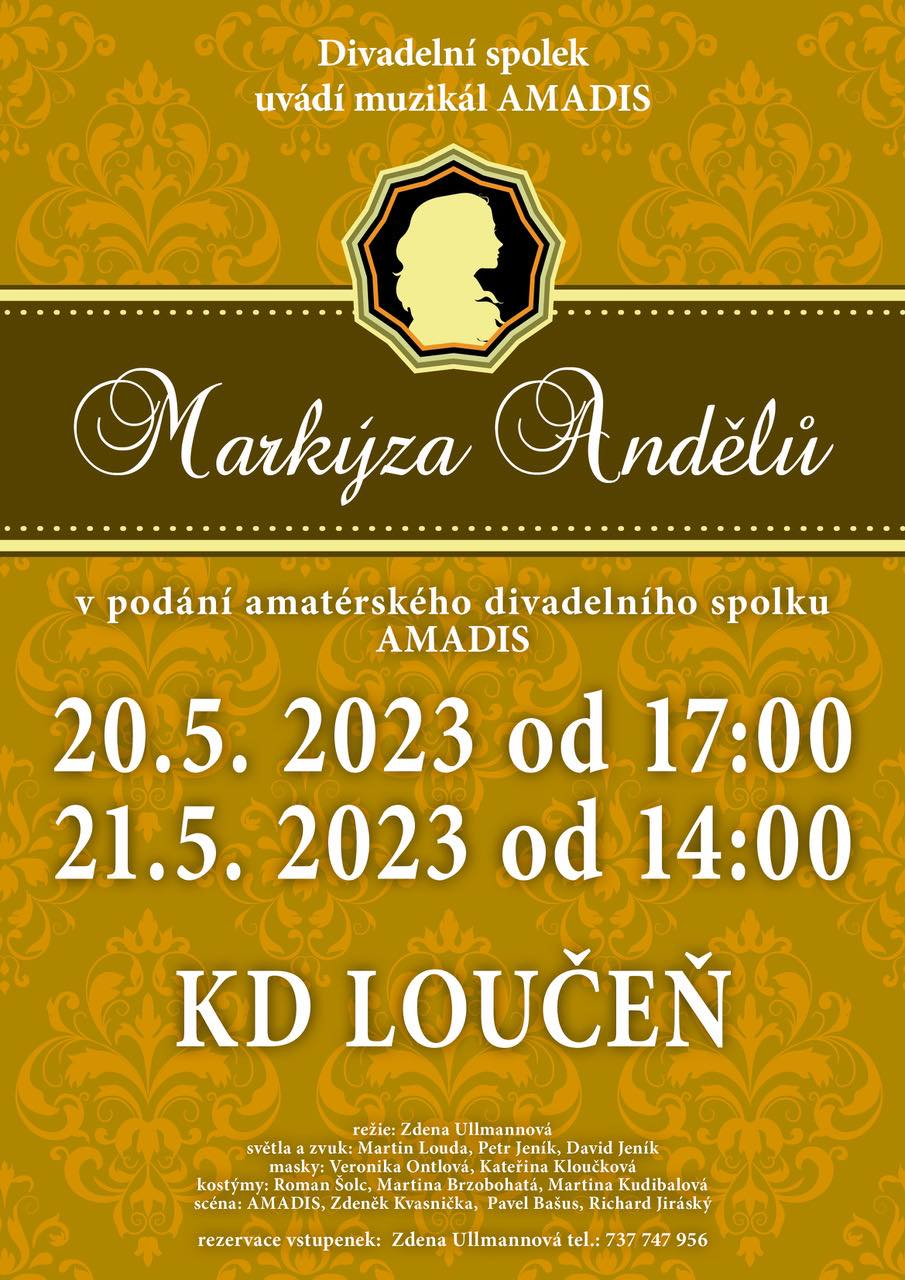 Divadelní spolek
uvádí muzikál AMADIS
Markýza Andělů
v podání amatérského divadelního spolku
AMADIS
20.5. 2023 od 17:00
21.5. 2023 od 14:00
KD LOUČEŇ
režie: Zdena Ullmannová
světla a zvuk: Martin Louda, Petr Jeník, David Jeník
masky: Veronika Ontlová, Kateřina Kloučková
kostýmy: Roman Šolc, Martina Brzobohatá, Martina Kudibalová
scéna: AMADIS, Zdeněk Kvasnička, Pavel Bašus, Richard Jiráský
rezervace vstupenek: Zdena Ullmannová tel.: 737 747 956